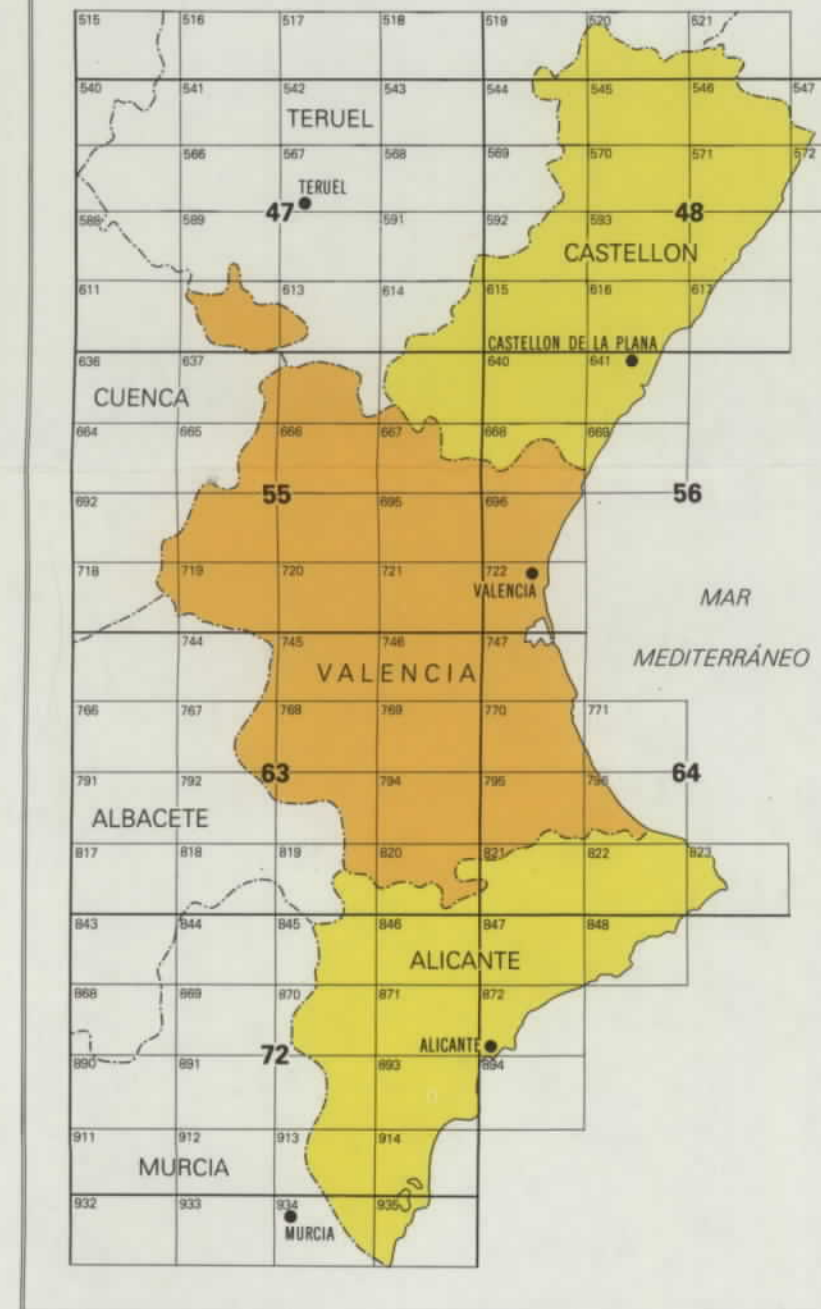 515 516 517 518 519 520 521
540 541 542 543 544 545 546 547
TERUEL
566 567 568 569 570 571 572
TERUEL
47 48
588 589 591 592 593
CASTELLON
611 613 614 615 616 617
CASTELLON DE LA PLANA
636 637 640 641
CUENCA
664 665 666 667 668 669
55 56
692 695 696
718 719 720 721 722
VALENCIA
MAR
744 745 746 747
MEDITERRÁNEO
VALENCIA
766 767 768 769 770 771
63 64
791 792 794 795 796
ALBACETE
817 818 819 820 821 822 823
843 844 845 846 847 848
ALICANTE
868 869 870 871 872
ALICANTE
72
890 891 893 894
911 912 913 914
MURCIA
932 933 934 935
MURCIA